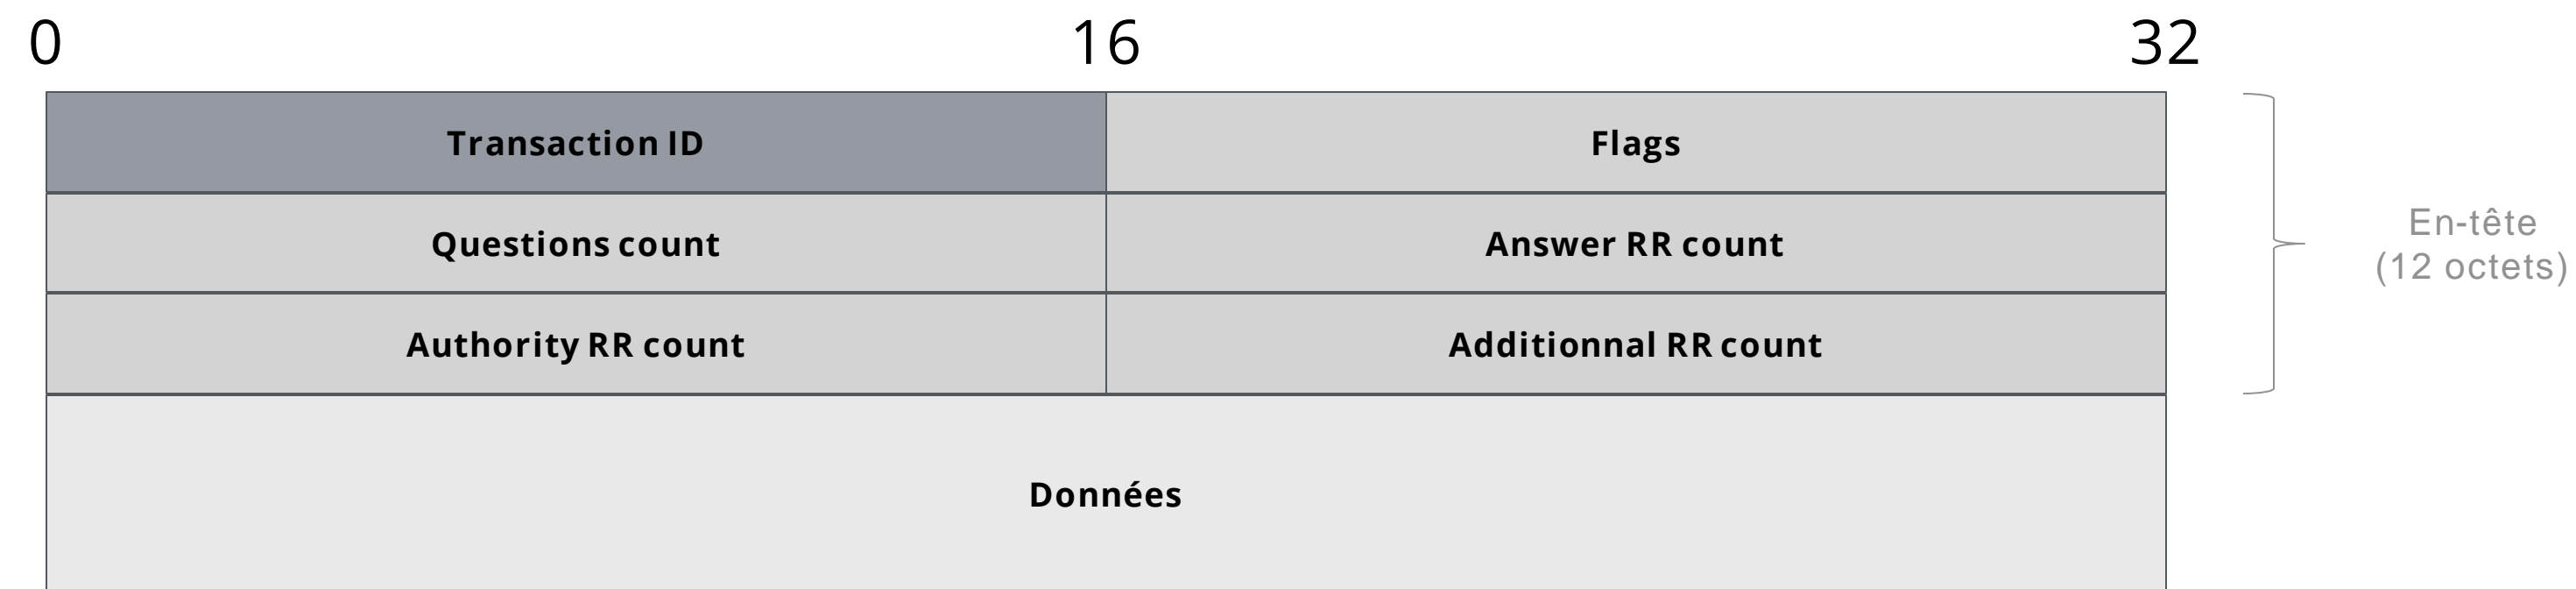 0 16 32
Transaction ID Flags
Questions count Answer RR count
Authority RR count Additionnal RR count
En-tête
(12 octets)
Données